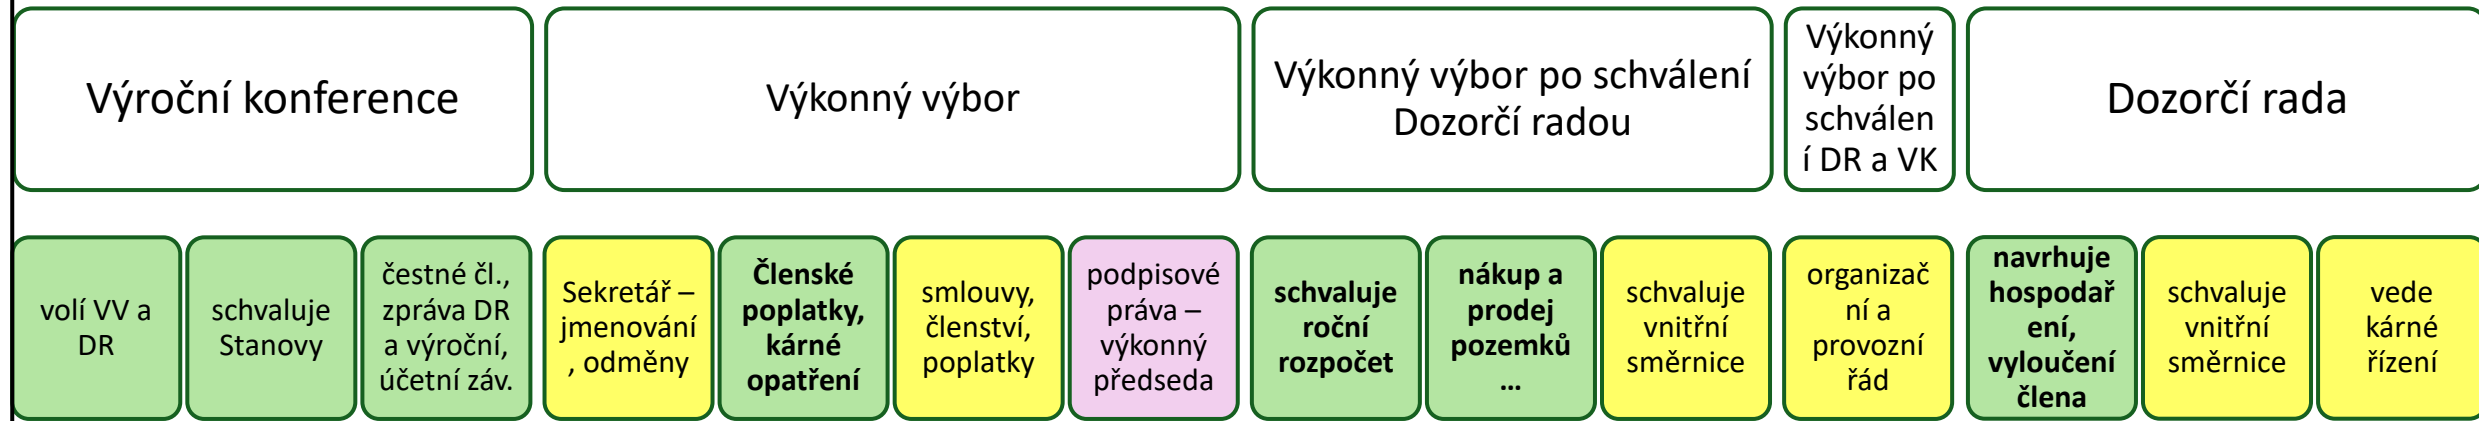 Výroční konference
Výkonný výbor
Výkonný výbor po schválení
Dozorčí radou
Výkonný
výbor po
schválen
í DR a VK
Dozorčí rada
volí VV a
DR
schvaluje
Stanovy
čestné čl.,
zpráva DR
a výroční,
účetní záv.
Sekretář –
jmenování
, odměny
Členské
poplatky,
kárné
opatření
smlouvy,
členství,
poplatky
podpisové
práva –
výkonný
předseda
schvaluje
roční
rozpočet
nákup a
prodej
pozemků
...
schvaluje
vnitřní
směrnice
organizač
ní a
provozní
řád
navrhuje
hospodař
ení,
vyloučení
člena
schvaluje
vnitřní
směrnice
vede
kárné
řízení